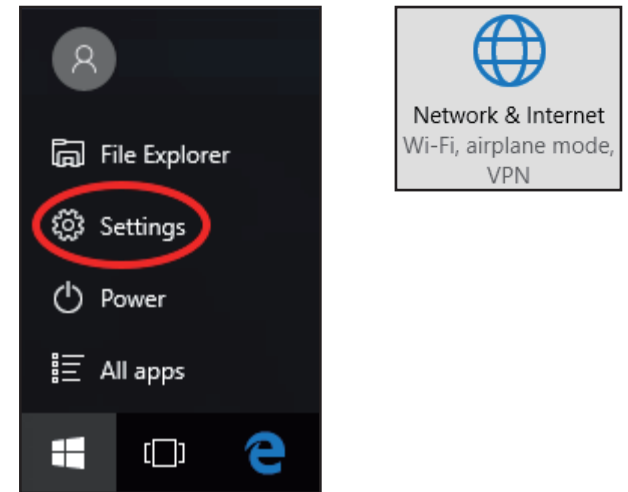 File Explorer
Settings
Power
All apps
Network & Internet
Wi-Fi, airplane mode,
VPN